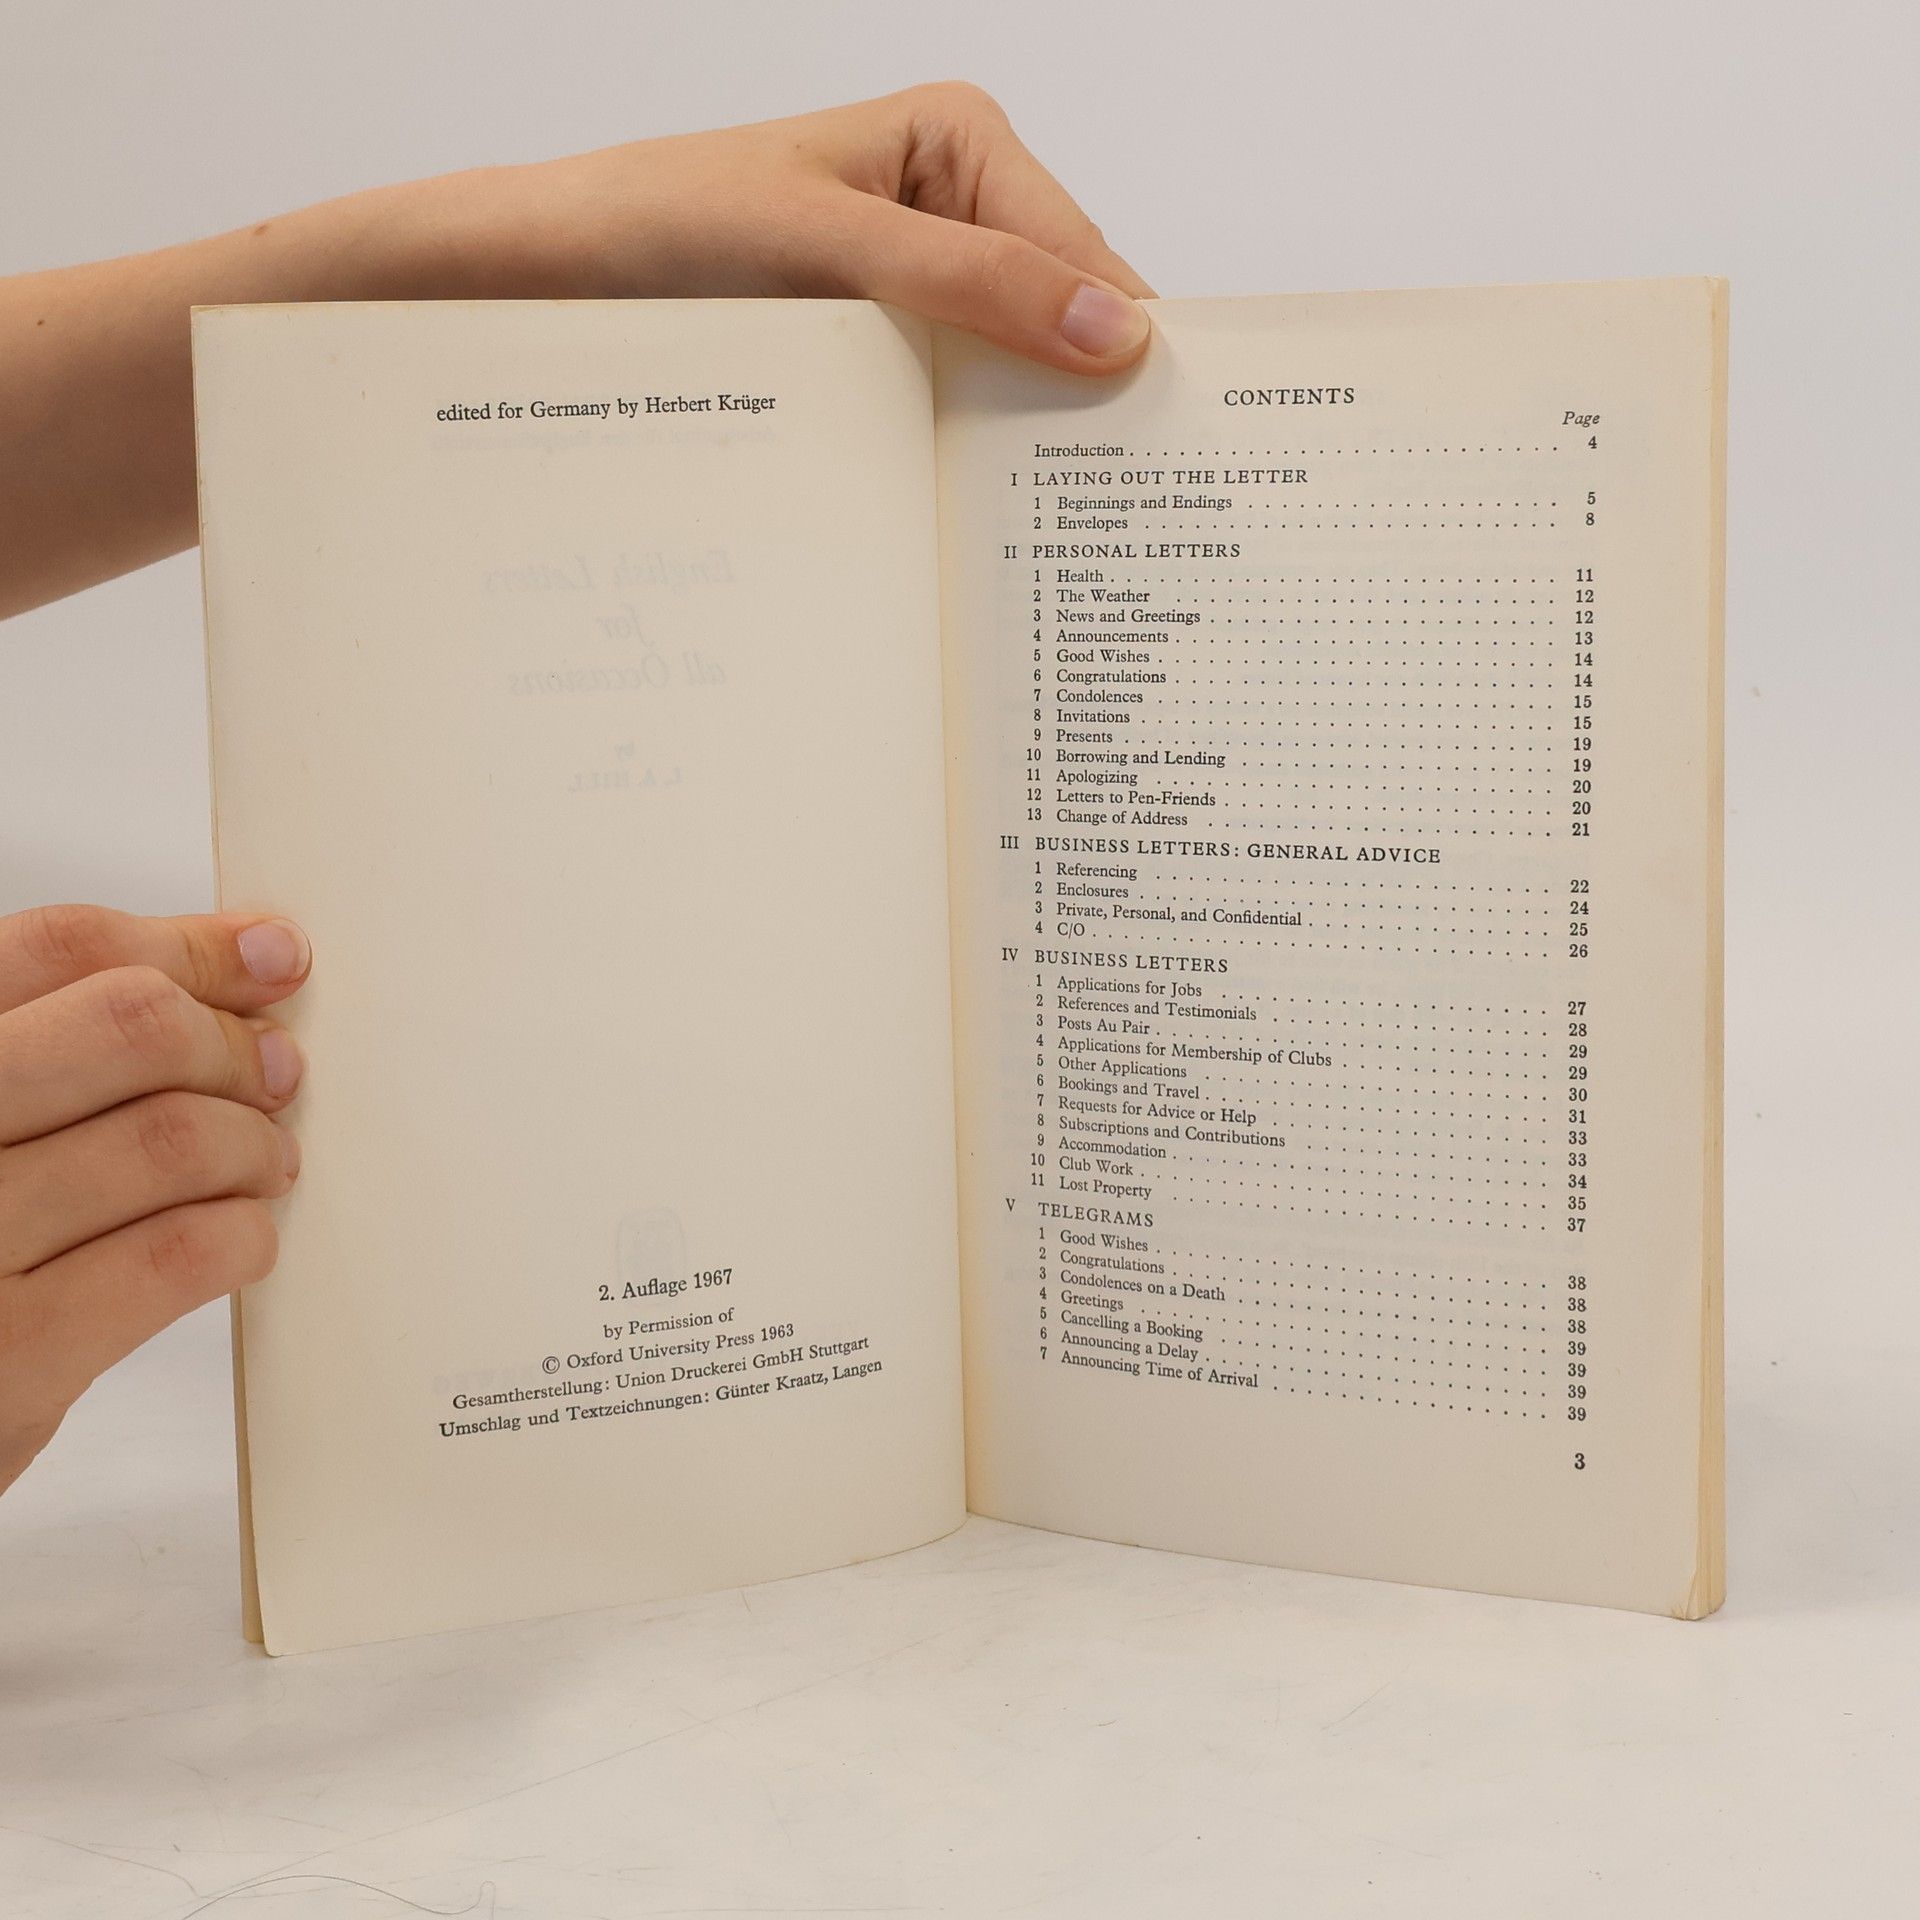 edited for Germany by Herbert Krüger
English Letters
for
all Occasions
by
L. A. HILL
2. Auflage 1967
by Permission of
© Oxford University Press 1963
Gesamtherstellung: Union Druckerei GmbH Stuttgart
Umschlag und Textzeichnungen: Günter Kraatz, Langen
CONTENTS
Page
Introduction . . . . . . . . . . . . . . . . . . . . . . . . . . 4
I LAYING OUT THE LETTER
1 Beginnings and Endings . . . . . . . . . . . . . . . . . . . 5
2 Envelopes . . . . . . . . . . . . . . . . . . . . . . . . . 8
II PERSONAL LETTERS
1 Health . . . . . . . . . . . . . . . . . . . . . . . . . . . 11
2 The Weather . . . . . . . . . . . . . . . . . . . . . . . 12
3 News and Greetings . . . . . . . . . . . . . . . . . . . . . 12
4 Announcements . . . . . . . . . . . . . . . . . . . . . . . 13
5 Good Wishes . . . . . . . . . . . . . . . . . . . . . . . . 14
6 Congratulations . . . . . . . . . . . . . . . . . . . . . . . 14
7 Condolences . . . . . . . . . . . . . . . . . . . . . . . . 15
8 Invitations . . . . . . . . . . . . . . . . . . . . . . . . . 15
9 Presents . . . . . . . . . . . . . . . . . . . . . . . . . . 19
10 Borrowing and Lending . . . . . . . . . . . . . . . . . . . 19
11 Apologizing . . . . . . . . . . . . . . . . . . . . . . . . 20
12 Letters to Pen-Friends . . . . . . . . . . . . . . . . . . . . 20
13 Change of Address . . . . . . . . . . . . . . . . . . . . . 21
III BUSINESS LETTERS: GENERAL ADVICE
1 Referencing . . . . . . . . . . . . . . . . . . . . . . . . 22
2 Enclosures . . . . . . . . . . . . . . . . . . . . . . . . . 24
3 Private, Personal, and Confidential . . . . . . . . . . . . . . . 25
4 C/O . . . . . . . . . . . . . . . . . . . . . . . . . . . . 26
IV BUSINESS LETTERS
1 Applications for Jobs . . . . . . . . . . . . . . . . . . . . 27
2 References and Testimonials . . . . . . . . . . . . . . . . . 28
3 Posts Au Pair . . . . . . . . . . . . . . . . . . . . . . . . 29
4 Applications for Membership of Clubs . . . . . . . . . . . . . 29
5 Other Applications . . . . . . . . . . . . . . . . . . . . . 30
6 Bookings and Travel . . . . . . . . . . . . . . . . . . . . . 31
7 Requests for Advice or Help . . . . . . . . . . . . . . . . . 33
8 Subscriptions and Contributions . . . . . . . . . . . . . . . 33
9 Accommodation . . . . . . . . . . . . . . . . . . . . . . . 34
10 Club Work . . . . . . . . . . . . . . . . . . . . . . . . . 35
11 Lost Property . . . . . . . . . . . . . . . . . . . . . . . 37
V TELEGRAMS
1 Good Wishes . . . . . . . . . . . . . . . . . . . . . . . . 38
2 Congratulations . . . . . . . . . . . . . . . . . . . . . . . 38
3 Condolences on a Death . . . . . . . . . . . . . . . . . . . 38
4 Greetings . . . . . . . . . . . . . . . . . . . . . . . . . 39
5 Cancelling a Booking . . . . . . . . . . . . . . . . . . . . 39
6 Announcing a Delay . . . . . . . . . . . . . . . . . . . . . 39
7 Announcing Time of Arrival . . . . . . . . . . . . . . . . . 39
3